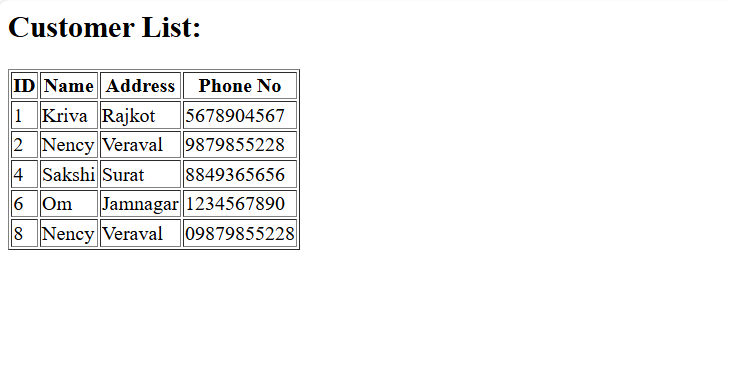 Customer List:
ID Name Address Phone No
1 Kriva Rajkot 5678904567
2 Nency Veraval 9879855228
4 Sakshi Surat 8849365656
6 Om Jamnagar 1234567890
8 Nency Veraval 09879855228